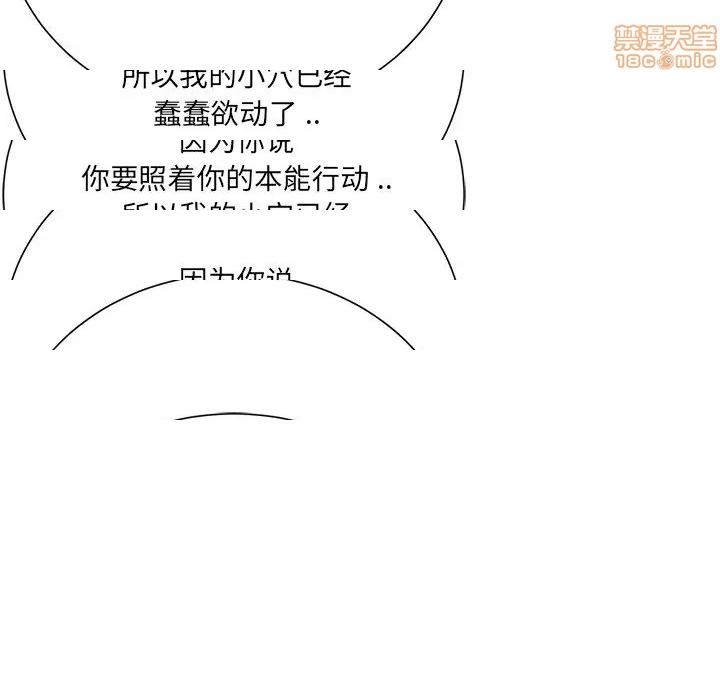 禁漫天堂
18comic
所以我的小穴已经
蠢蠢欲动了 ..
因为你说
你要照着你的本能行动 ..
所以我的小穴已经
因为你说